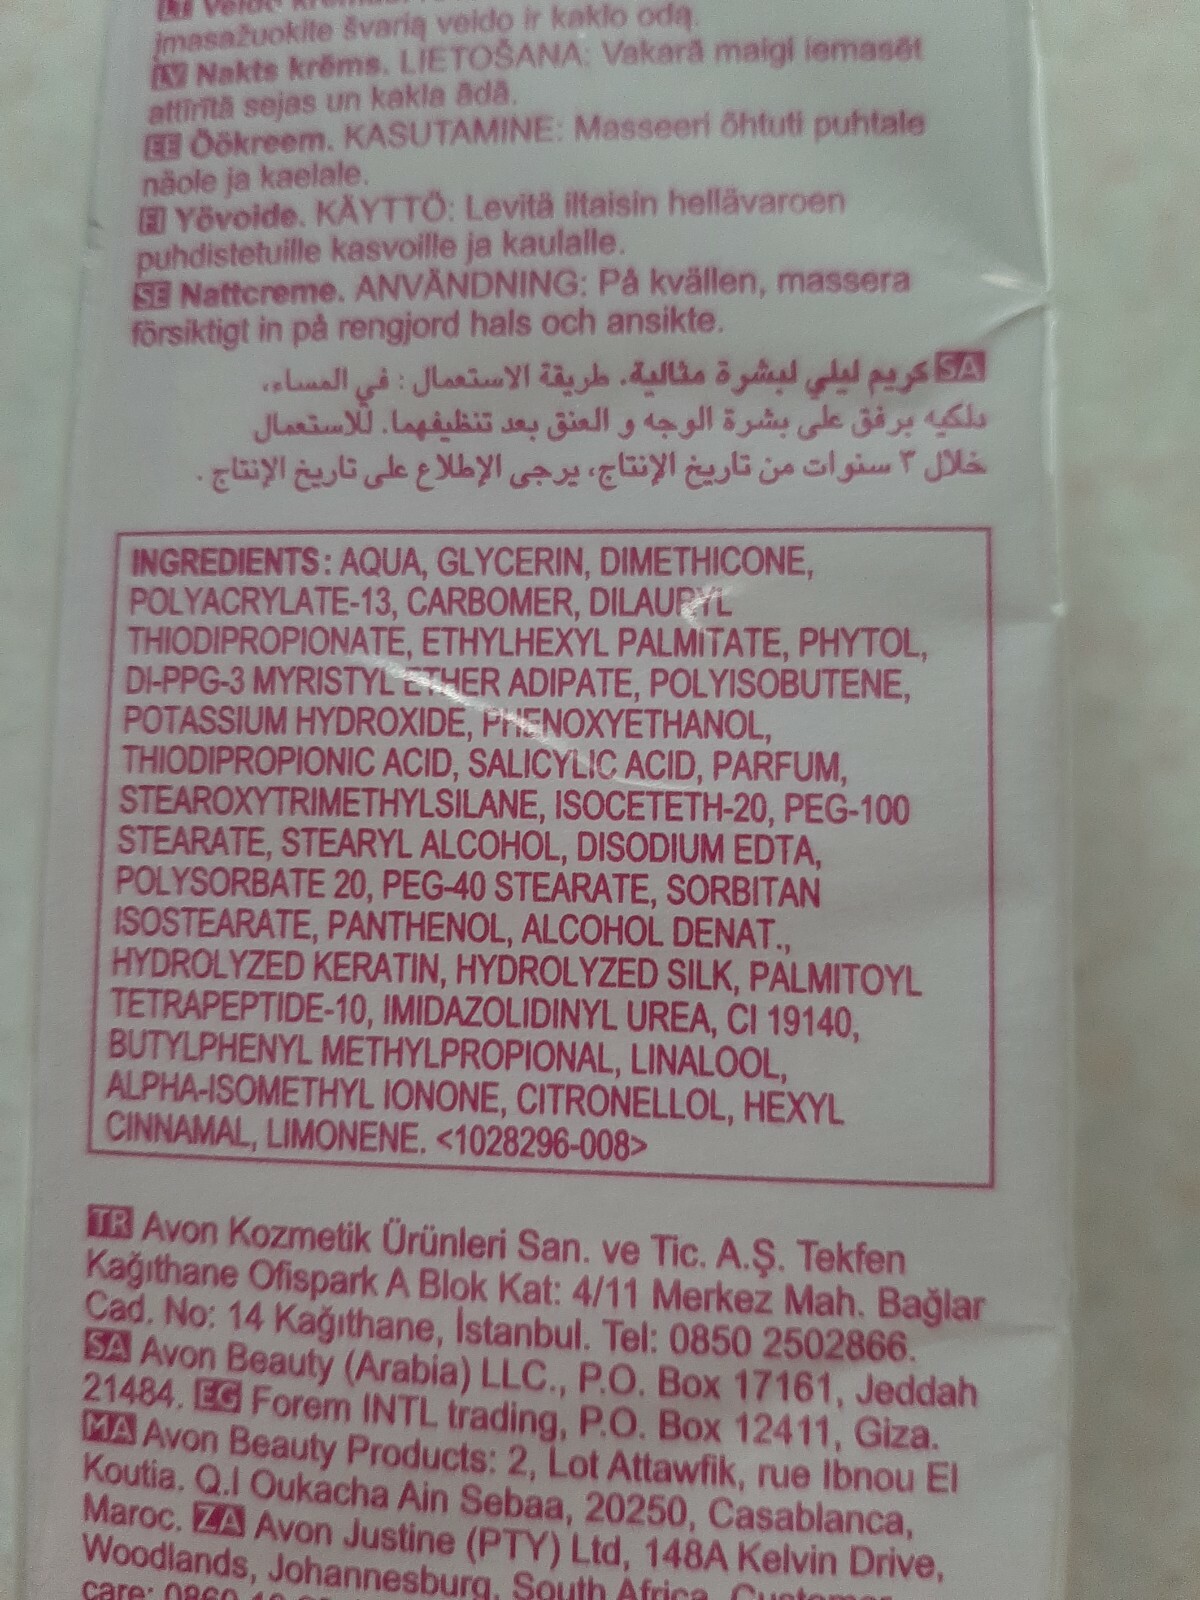 LT Veido
įmasažuokite švarią veido ir kaklo odą.
LV Nakts krēms. LIETOŠANA: Vakarā maigi iemasēt
attīrītā sejas un kakla ādā.
EE Öökreem. KASUTAMINE: Masseeri õhtuti puhtale
näole ja kaelale.
FI Yövoide. KÄYTTÖ: Levitä iltaisin hellävaroen
puhdistetuille kasvoille ja kaulalle.
SE Nattcreme. ANVÄNDNING: På kvällen, massera
försiktigt in på rengjord hals och ansikte.
SA كريم ليلي لبشرة مثالية. طريقة الاستعمال : في المساء،
دلكيه برفق على بشرة الوجه و العنق بعد تنظيفهما. للاستعمال
خلال ٣ سنوات من تاريخ الإنتاج، يرجى الإطلاع على تاريخ الإنتاج .
INGREDIENTS: AQUA, GLYCERIN, DIMETHICONE,
POLYACRYLATE-13, CARBOMER, DILAURYL
THIODIPROPIONATE, ETHYLHEXYL PALMITATE, PHYTOL,
DI-PPG-3 MYRISTYL ETHER ADIPATE, POLYISOBUTENE,
POTASSIUM HYDROXIDE, PHENOXYETHANOL,
THIODIPROPIONIC ACID, SALICYLIC ACID, PARFUM,
STEAROXYTRIMETHYLSILANE, ISOCETETH-20, PEG-100
STEARATE, STEARYL ALCOHOL, DISODIUM EDTA,
POLYSORBATE 20, PEG-40 STEARATE, SORBITAN
ISOSTEARATE, PANTHENOL, ALCOHOL DENAT.,
HYDROLYZED KERATIN, HYDROLYZED SILK, PALMITOYL
TETRAPEPTIDE-10, IMIDAZOLIDINYL UREA, CI 19140,
BUTYLPHENYL METHYLPROPIONAL, LINALOOL,
ALPHA-ISOMETHYL IONONE, CITRONELLOL, HEXYL
CINNAMAL, LIMONENE. <1028296-008>
TR Avon Kozmetik Ürünleri San. ve Tic. A.Ş. Tekfen
Kağıthane Ofispark A Blok Kat: 4/11 Merkez Mah. Bağlar
Cad. No: 14 Kağıthane, İstanbul. Tel: 0850 2502866.
SA Avon Beauty (Arabia) LLC., P.O. Box 17161, Jeddah
21484. EG Forem INTL trading, P.O. Box 12411, Giza.
MA Avon Beauty Products: 2, Lot Attawfik, rue Ibnou El
Koutia. Q.I Oukacha Ain Sebaa, 20250, Casablanca,
Maroc. ZA Avon Justine (PTY) Ltd, 148A Kelvin Drive,
Woodlands, Johannesburg, South Africa. Customer
care: 0860